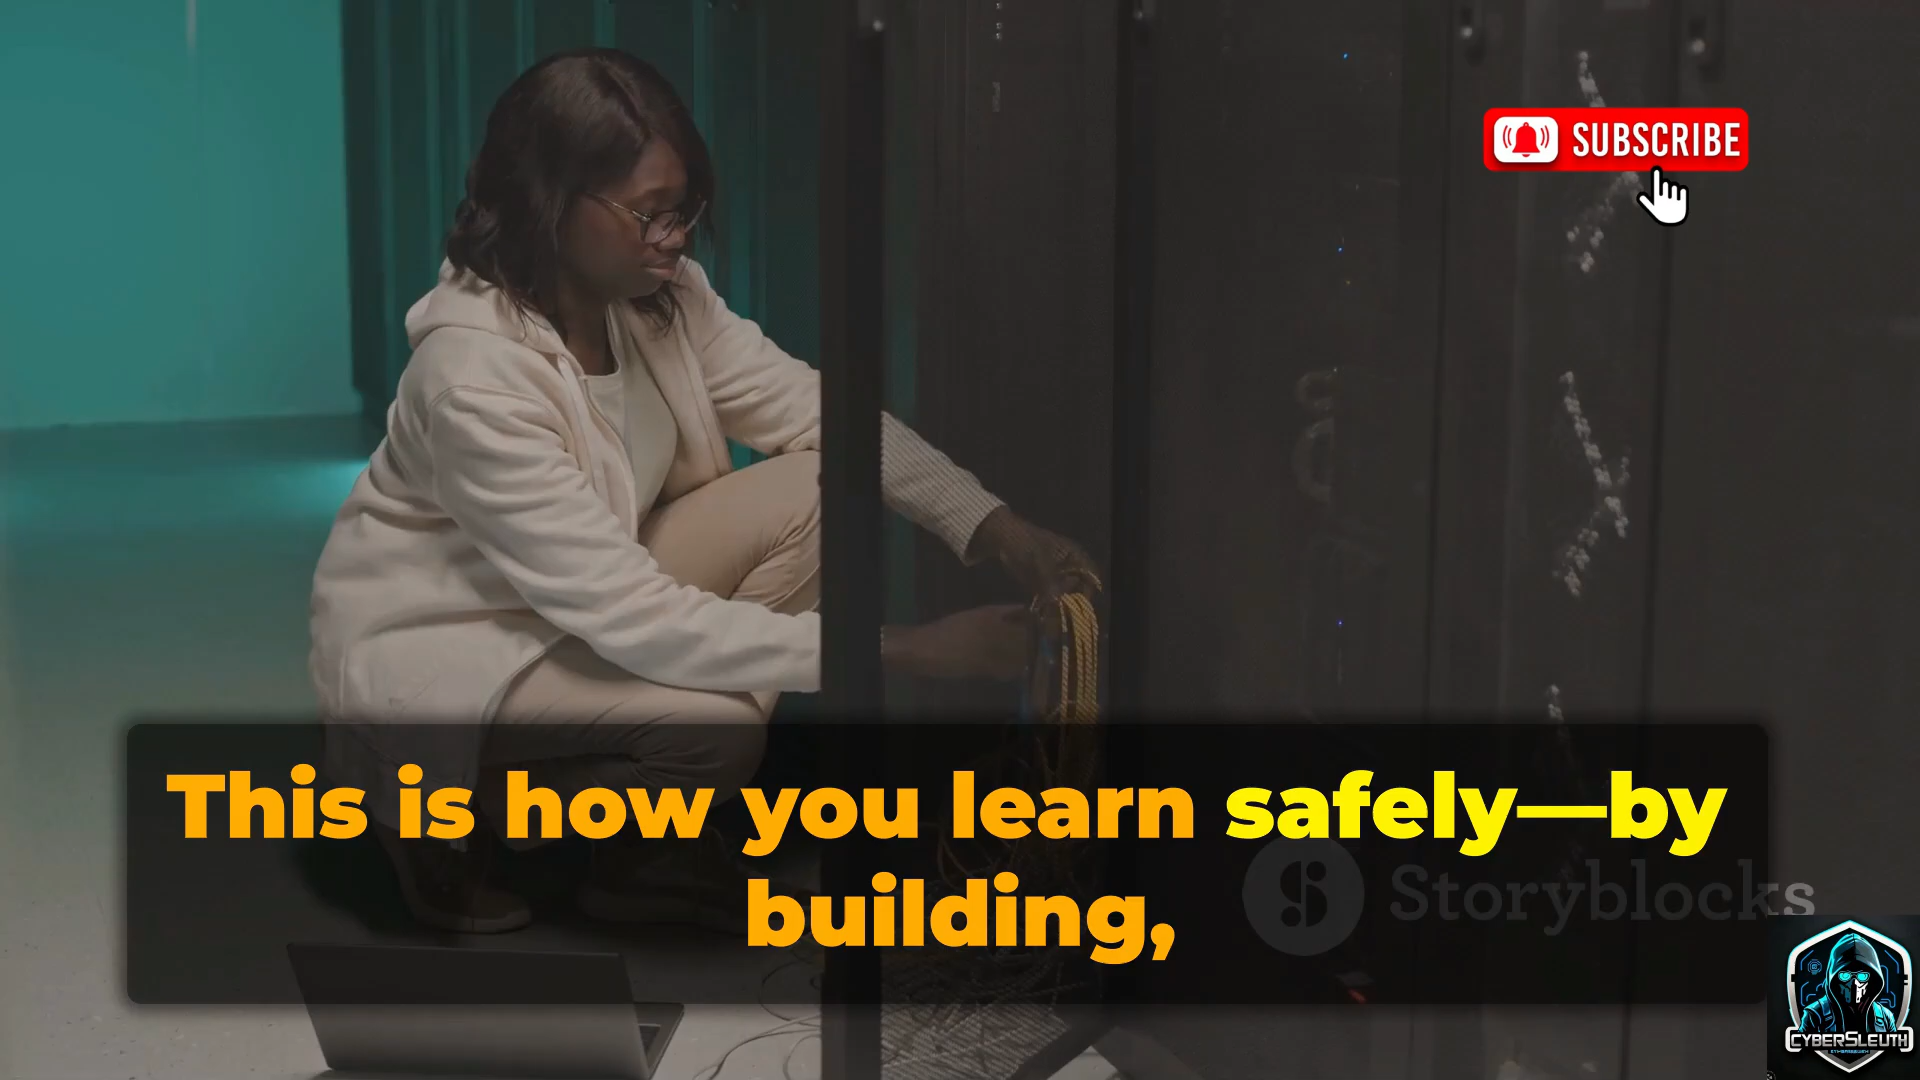 SUBSCRIBE
This is how you learn safely—by
building,
Storyblocks
CYBERSLEUTH